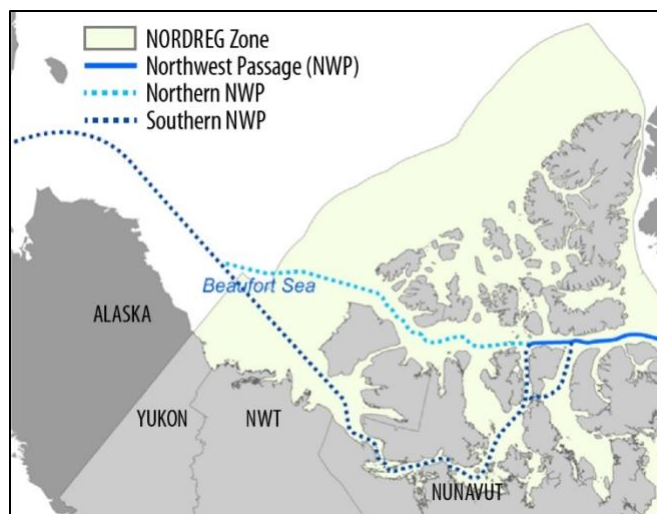 NORDREG Zone
Northwest Passage (NWP)
Northern NWP
Southern NWP
Beaufort Sea
ALASKA
YUKON
NWT
NUNAVUT